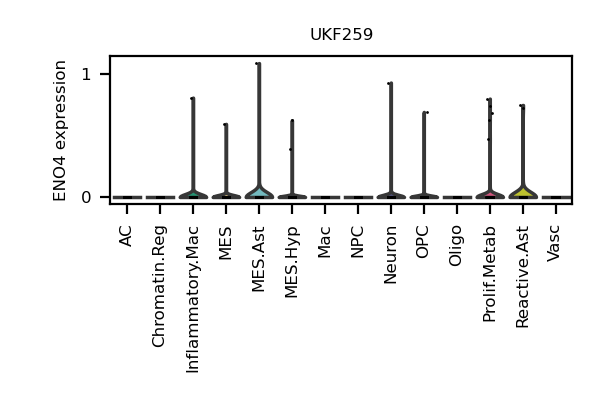 UKF259
ENO4 expression
1
0
AC
Chromatin.Reg
Inflammatory.Mac
MES
MES.Ast
MES.Hyp
Mac
NPC
Neuron
OPC
Oligo
Prolif.Metab
Reactive.Ast
Vasc